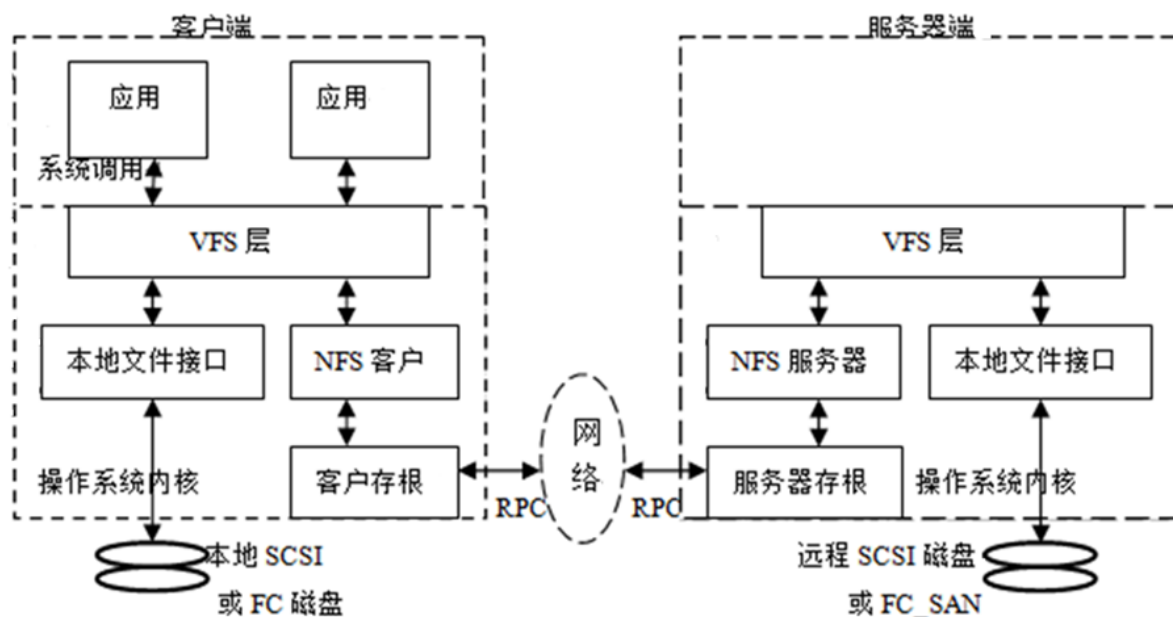 客户端
服务器端
应用
应用
系统调用
VFS 层
VFS 层
本地文件接口
NFS 客户
NFS 服务器
本地文件接口
网
络
操作系统内核
客户存根
服务器存根
操作系统内核
RPC
RPC
本地 SCSI
或 FC 磁盘
远程 SCSI 磁盘
或 FC_SAN